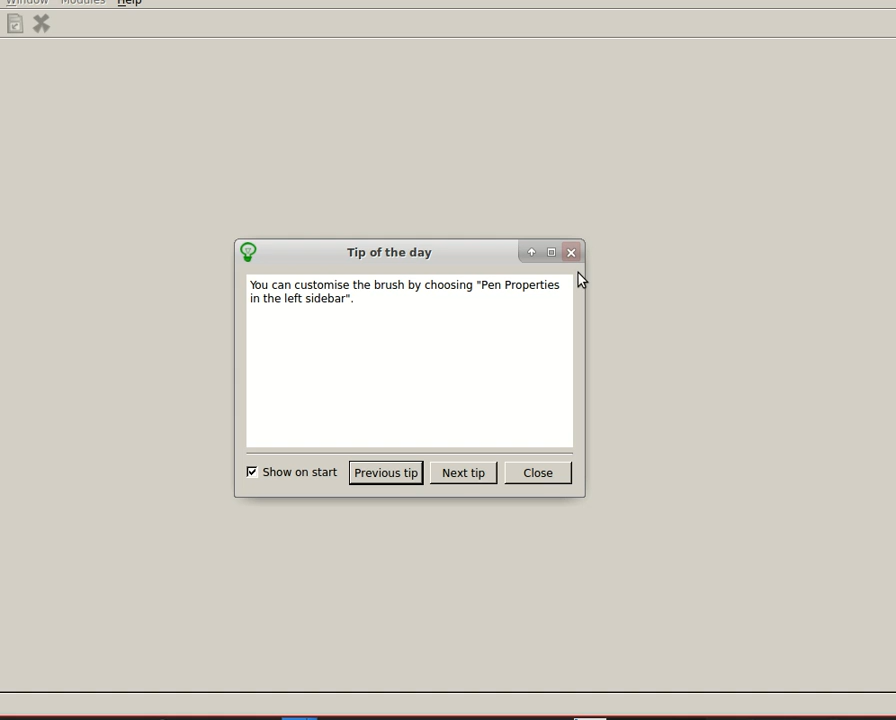 Window Modules Help
Tip of the day
You can customise the brush by choosing "Pen Properties
in the left sidebar".
Show on start Previous tip Next tip Close